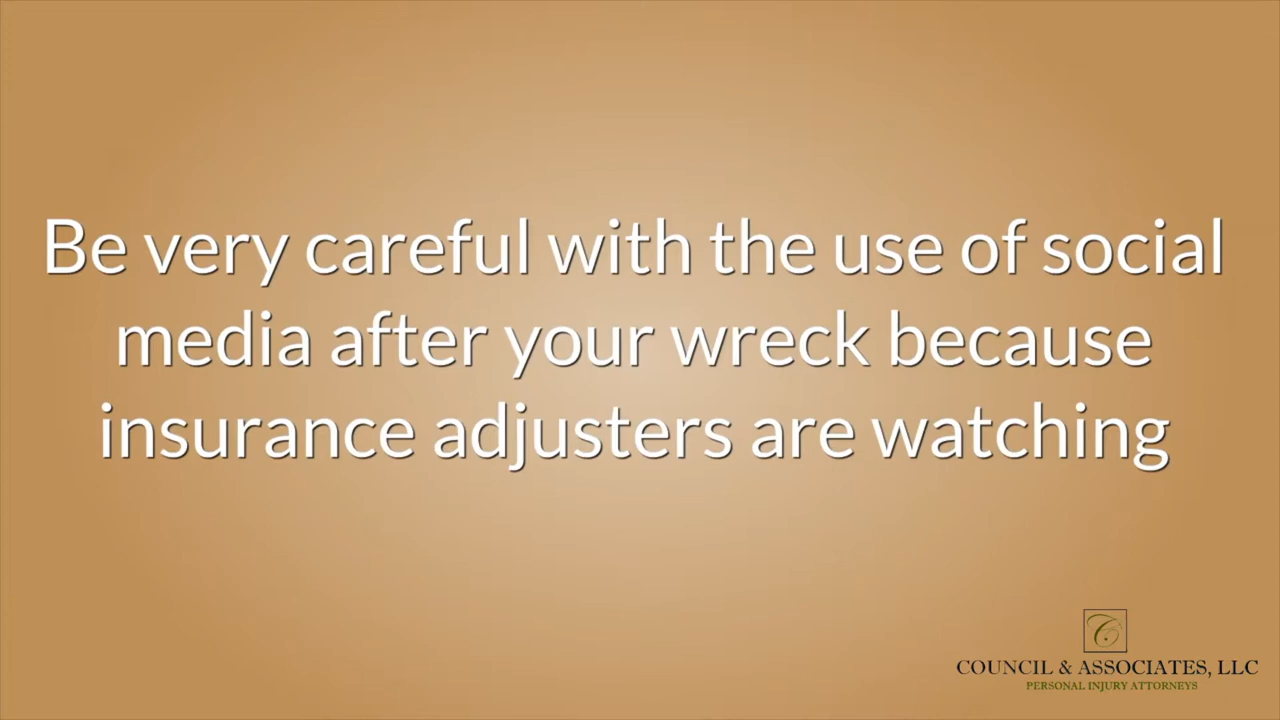 Be very careful with the use of social
media after your wreck because
insurance adjusters are watching
C
COUNCIL & ASSOCIATES, LLC
PERSONAL INJURY ATTORNEYS